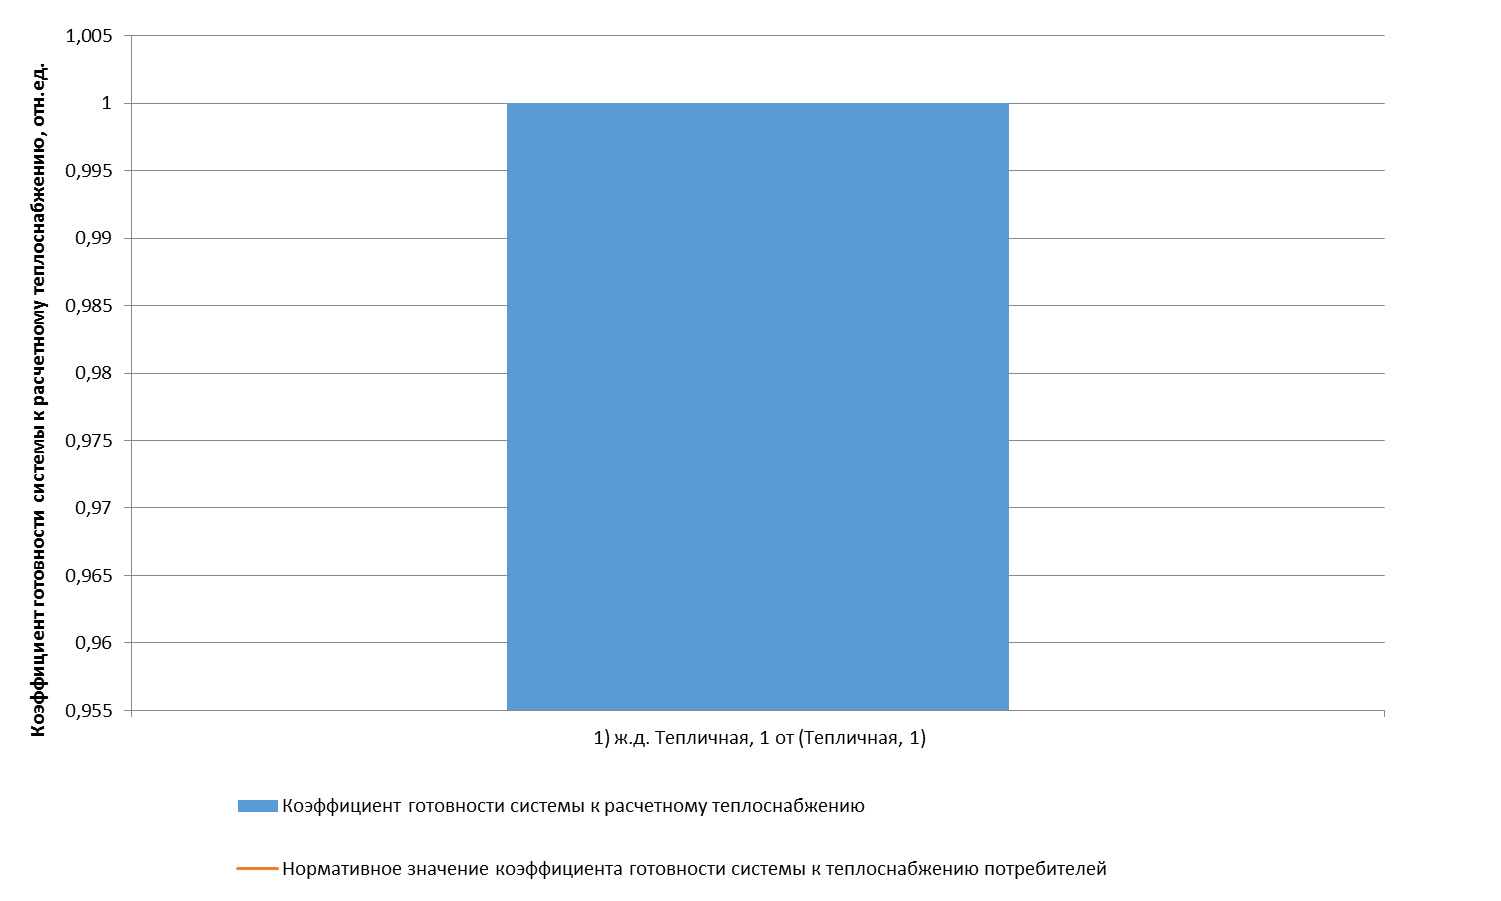 Коэффициент готовности системы к расчетному теплоснабжению, отн.ед.
1,005
1
0,995
0,99
0,985
0,98
0,975
0,97
0,965
0,96
0,955
1) ж.д. Тепличная, 1 от (Тепличная, 1)
Коэффициент готовности системы к расчетному теплоснабжению
Нормативное значение коэффициента готовности системы к теплоснабжению потребителей